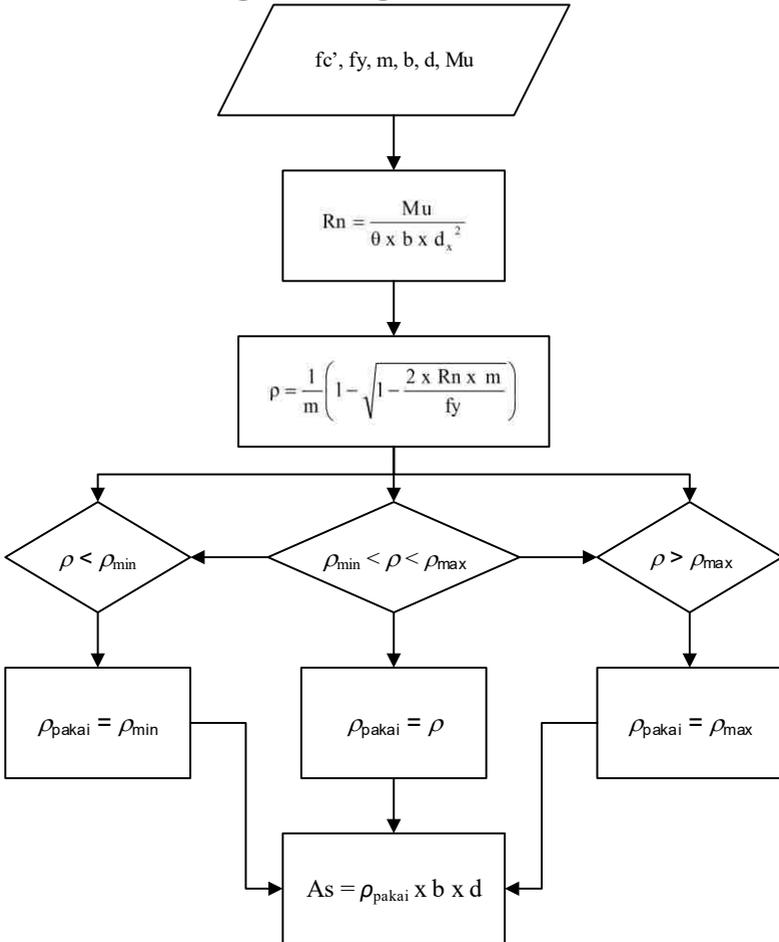 fc’, fy, m, b, d, Mu
Rn = Mu / θ x b x dₓ²
ρ = 1/m (1 − √(1 − 2 x Rn x m / fy))
ρ < ρmin
ρmin < ρ < ρmax
ρ > ρmax
ρpakai = ρmin
ρpakai = ρ
ρpakai = ρmax
As = ρpakai x b x d